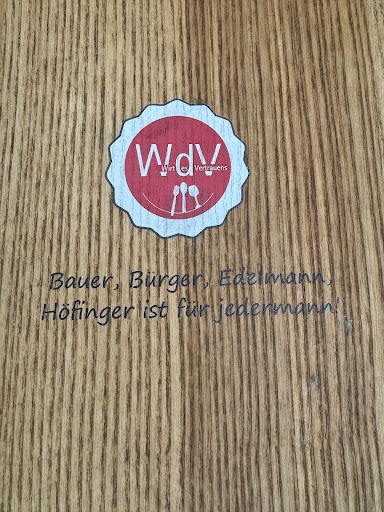 WdV
Wirt des Vertrauens
Bauer, Bürger, Edelmann,
Höfinger ist für jedermann!